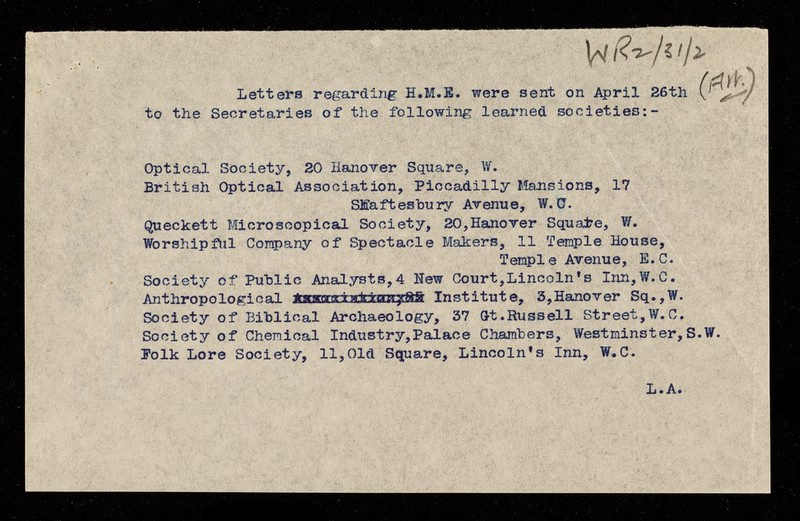 WR2/31/2
(AW.)
Letters regarding H.M.E. were sent on April 26th
to the Secretaries of the following learned societies:-
Optical Society, 20 Hanover Square, W.
British Optical Association, Piccadilly Mansions, 17
Shaftesbury Avenue, W.C.
Queckett Microscopical Society, 20,Hanover Square, W.
Worshipful Company of Spectacle Makers, 11 Temple House,
Temple Avenue, E.C.
Society of Public Analysts,4 New Court,Lincoln's Inn,W.C.
Anthropological Institute, 3,Hanover Sq.,W.
Society of Biblical Archaeology, 37 Gt.Russell Street,W.C.
Society of Chemical Industry,Palace Chambers, Westminster,S.W.
Folk Lore Society, 11,Old Square, Lincoln's Inn, W.C.
L.A.